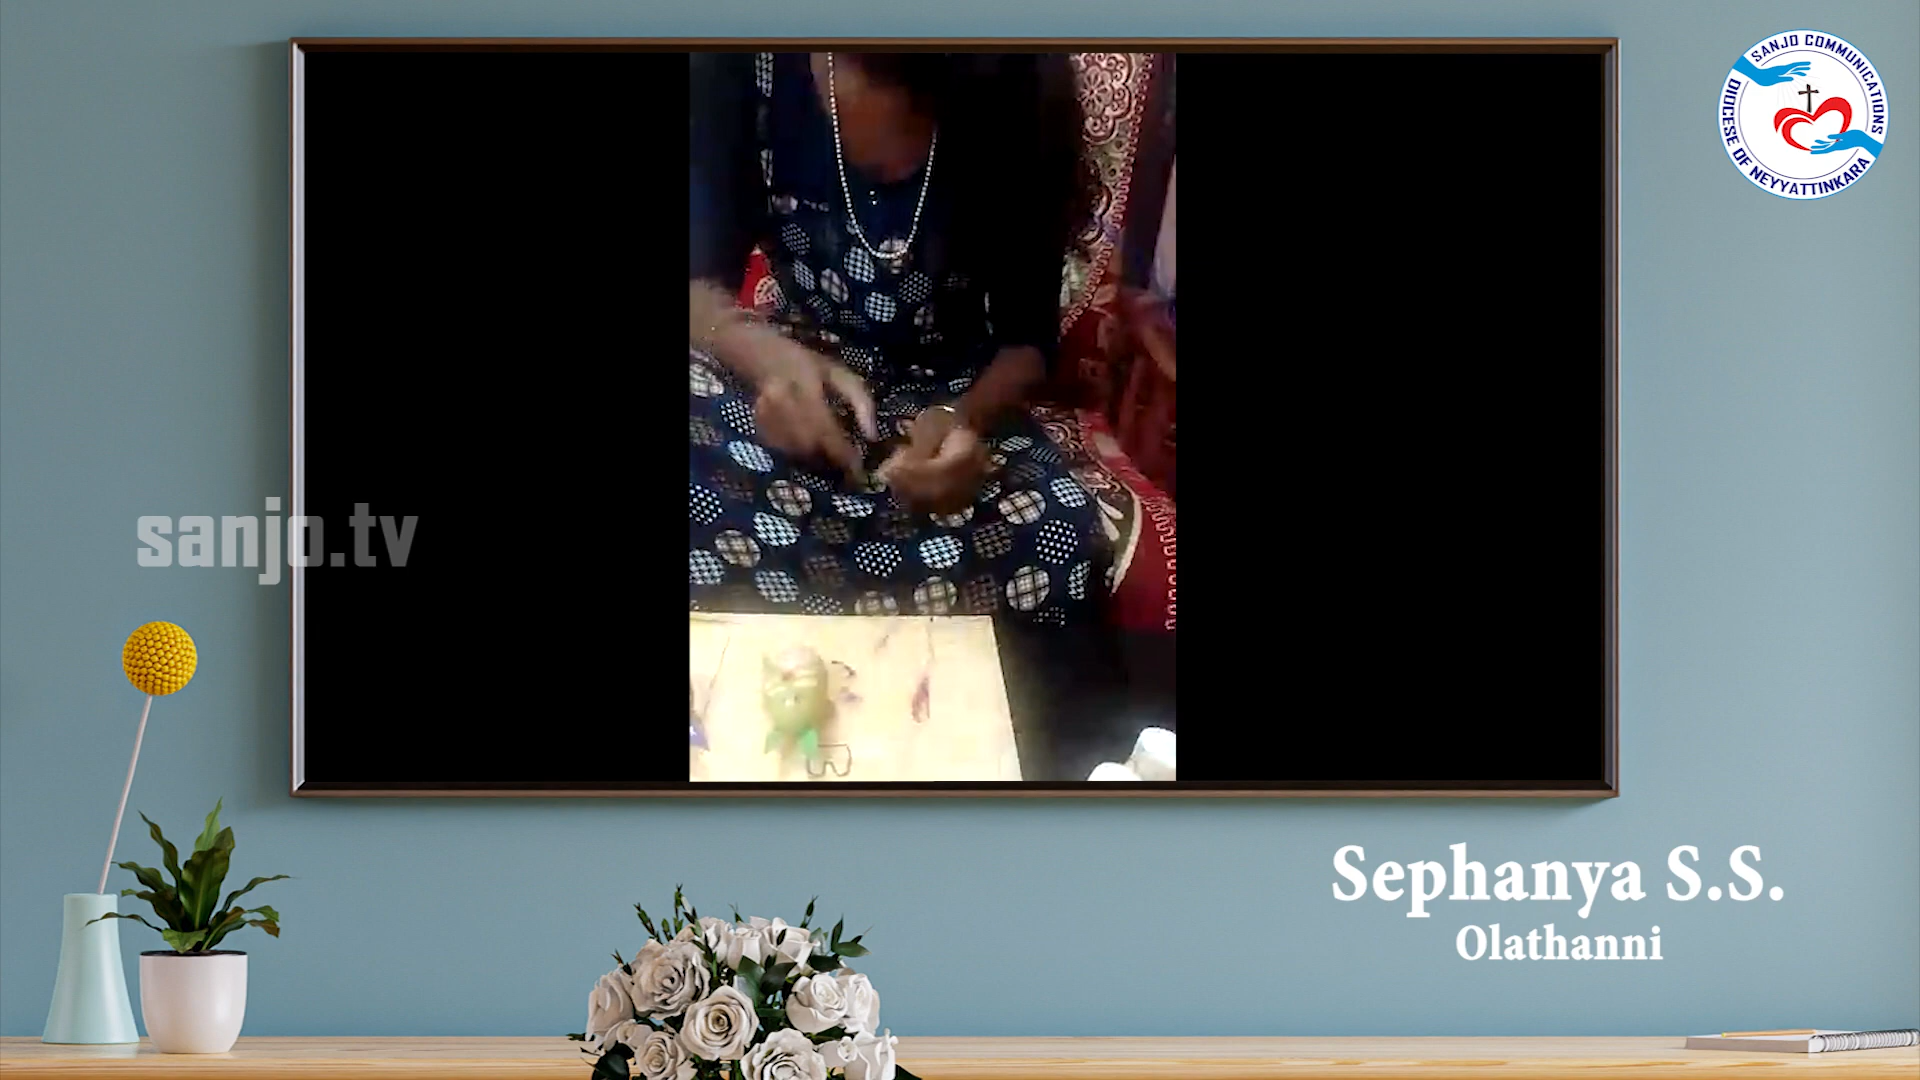 SANJO COMMUNICATIONS
DIOCESE OF NEYYATTINKARA
sanjo.tv
Sephanya S.S.
Olathanni